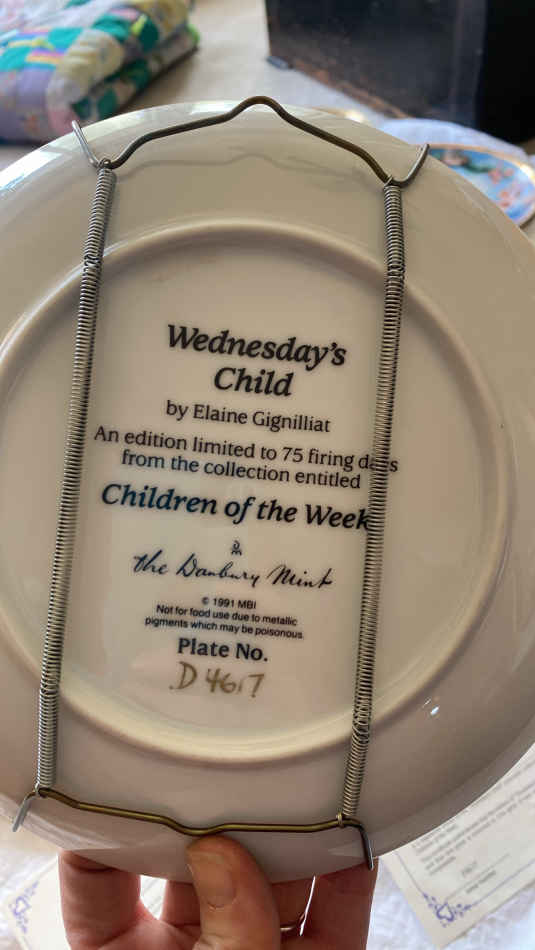 Wednesday's
Child
by Elaine Gignilliat
An edition limited to 75 firing days
from the collection entitled
Children of the Week
the Danbury Mint
© 1991 MBI
Not for food use due to metallic
pigments which may be poisonous.
Plate No.
D4617